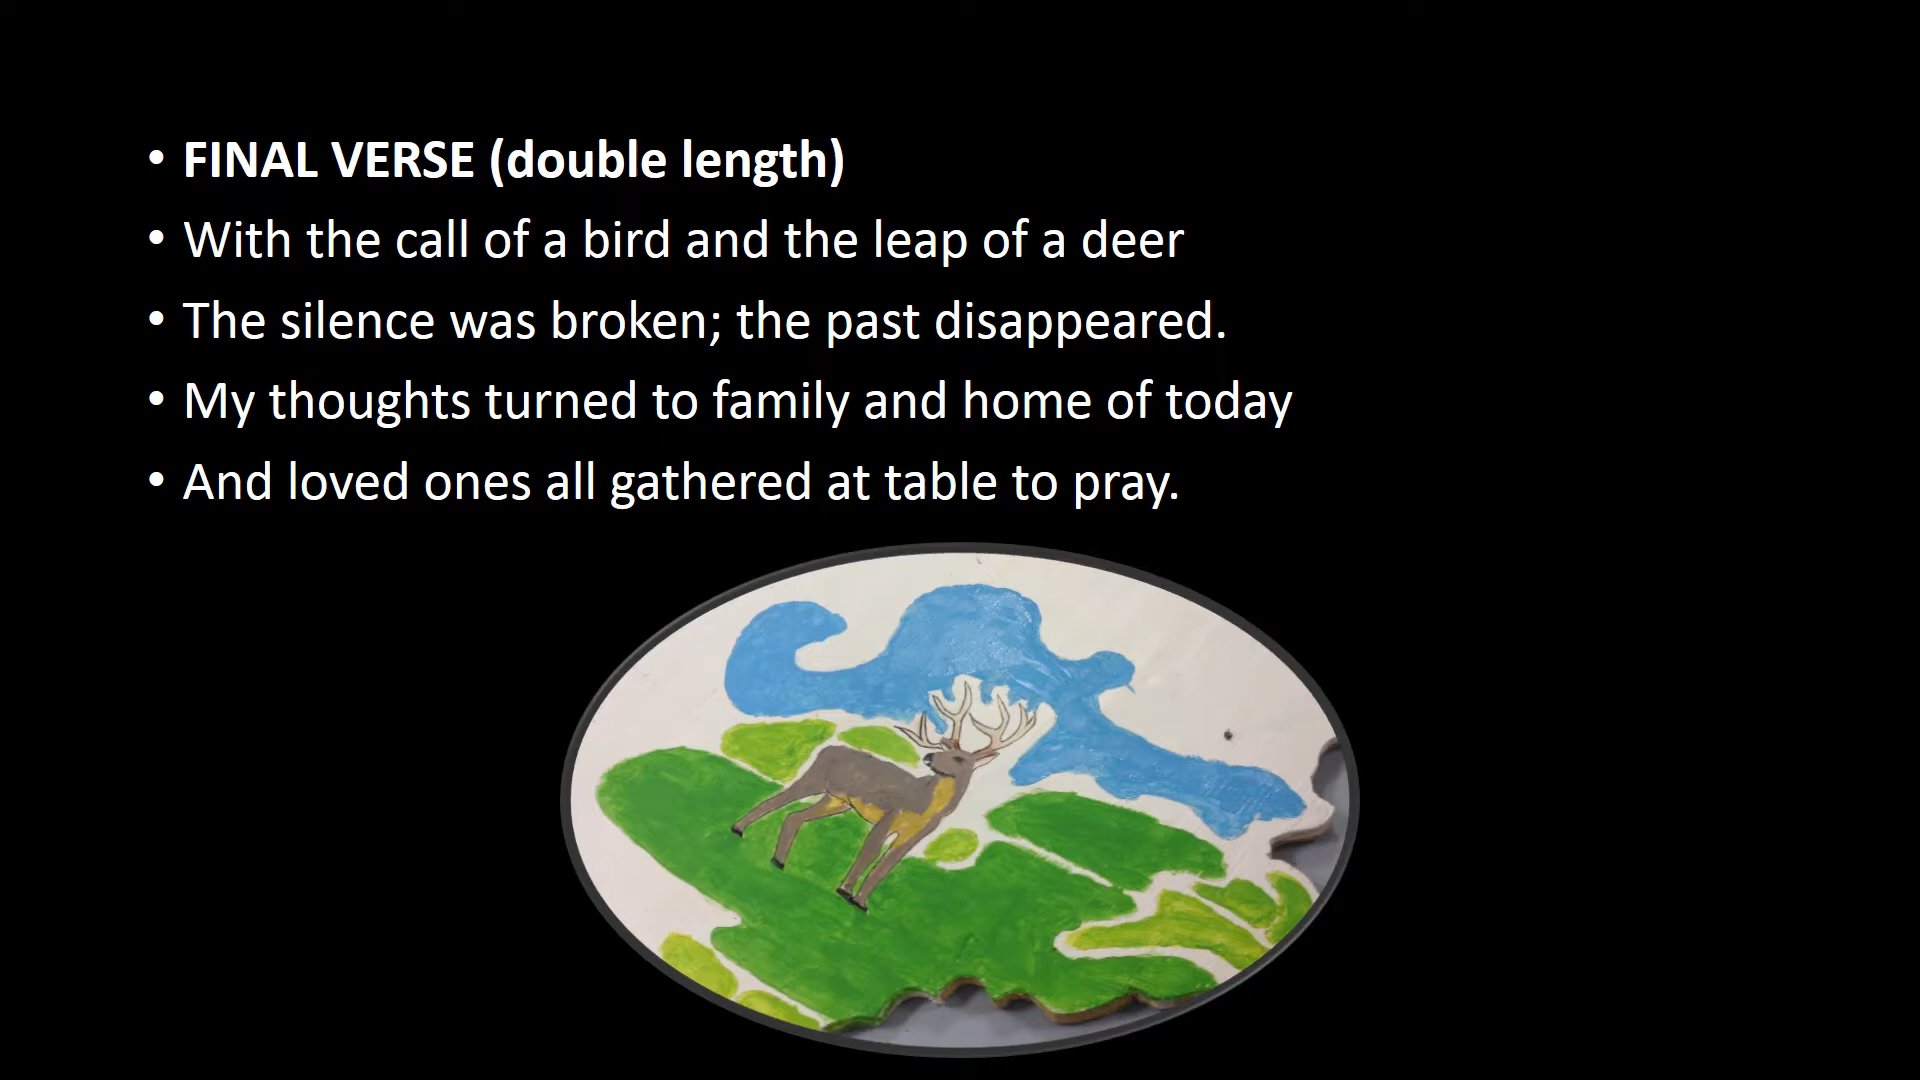 • FINAL VERSE (double length)
• With the call of a bird and the leap of a deer
• The silence was broken; the past disappeared.
• My thoughts turned to family and home of today
• And loved ones all gathered at table to pray.